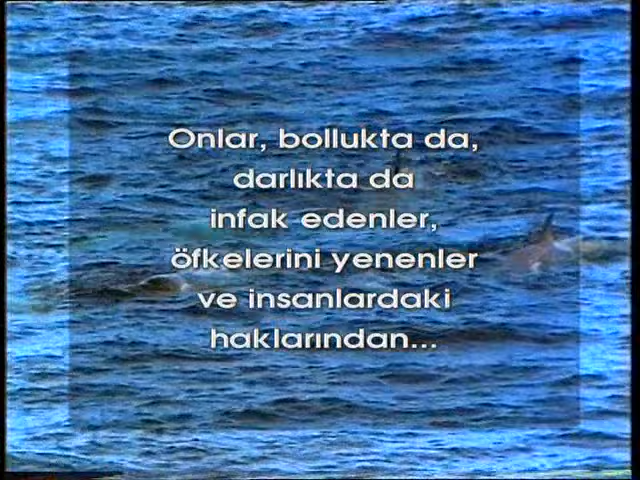 Onlar, bollukta da,
darlıkta da
infak edenler,
öfkelerini yenenler
ve insanlardaki
haklarından...